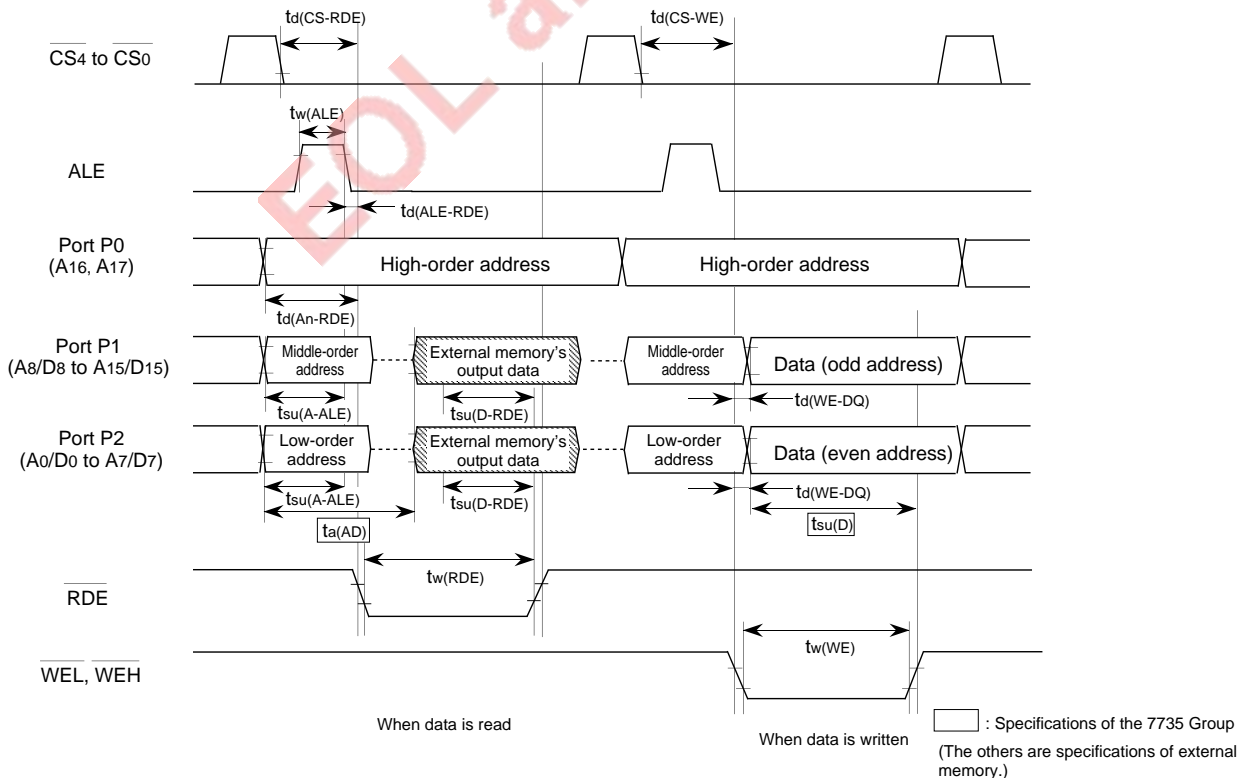 EOL a
td(CS-RDE)
td(CS-WE)
CS4 to CS0
tw(ALE)
ALE
td(ALE-RDE)
Port P0
(A16, A17)
High-order address
High-order address
td(An-RDE)
Port P1
(A8/D8 to A15/D15)
Middle-order
address
External memory’s
output data
Middle-order
address
Data (odd address)
tsu(A-ALE)
tsu(D-RDE)
td(WE-DQ)
Port P2
(A0/D0 to A7/D7)
Low-order
address
External memory’s
output data
Low-order
address
Data (even address)
tsu(A-ALE)
tsu(D-RDE)
td(WE-DQ)
ta(AD)
tsu(D)
RDE
tw(RDE)
WEL, WEH
tw(WE)
When data is read
When data is written
: Specifications of the 7735 Group
(The others are specifications of external
memory.)